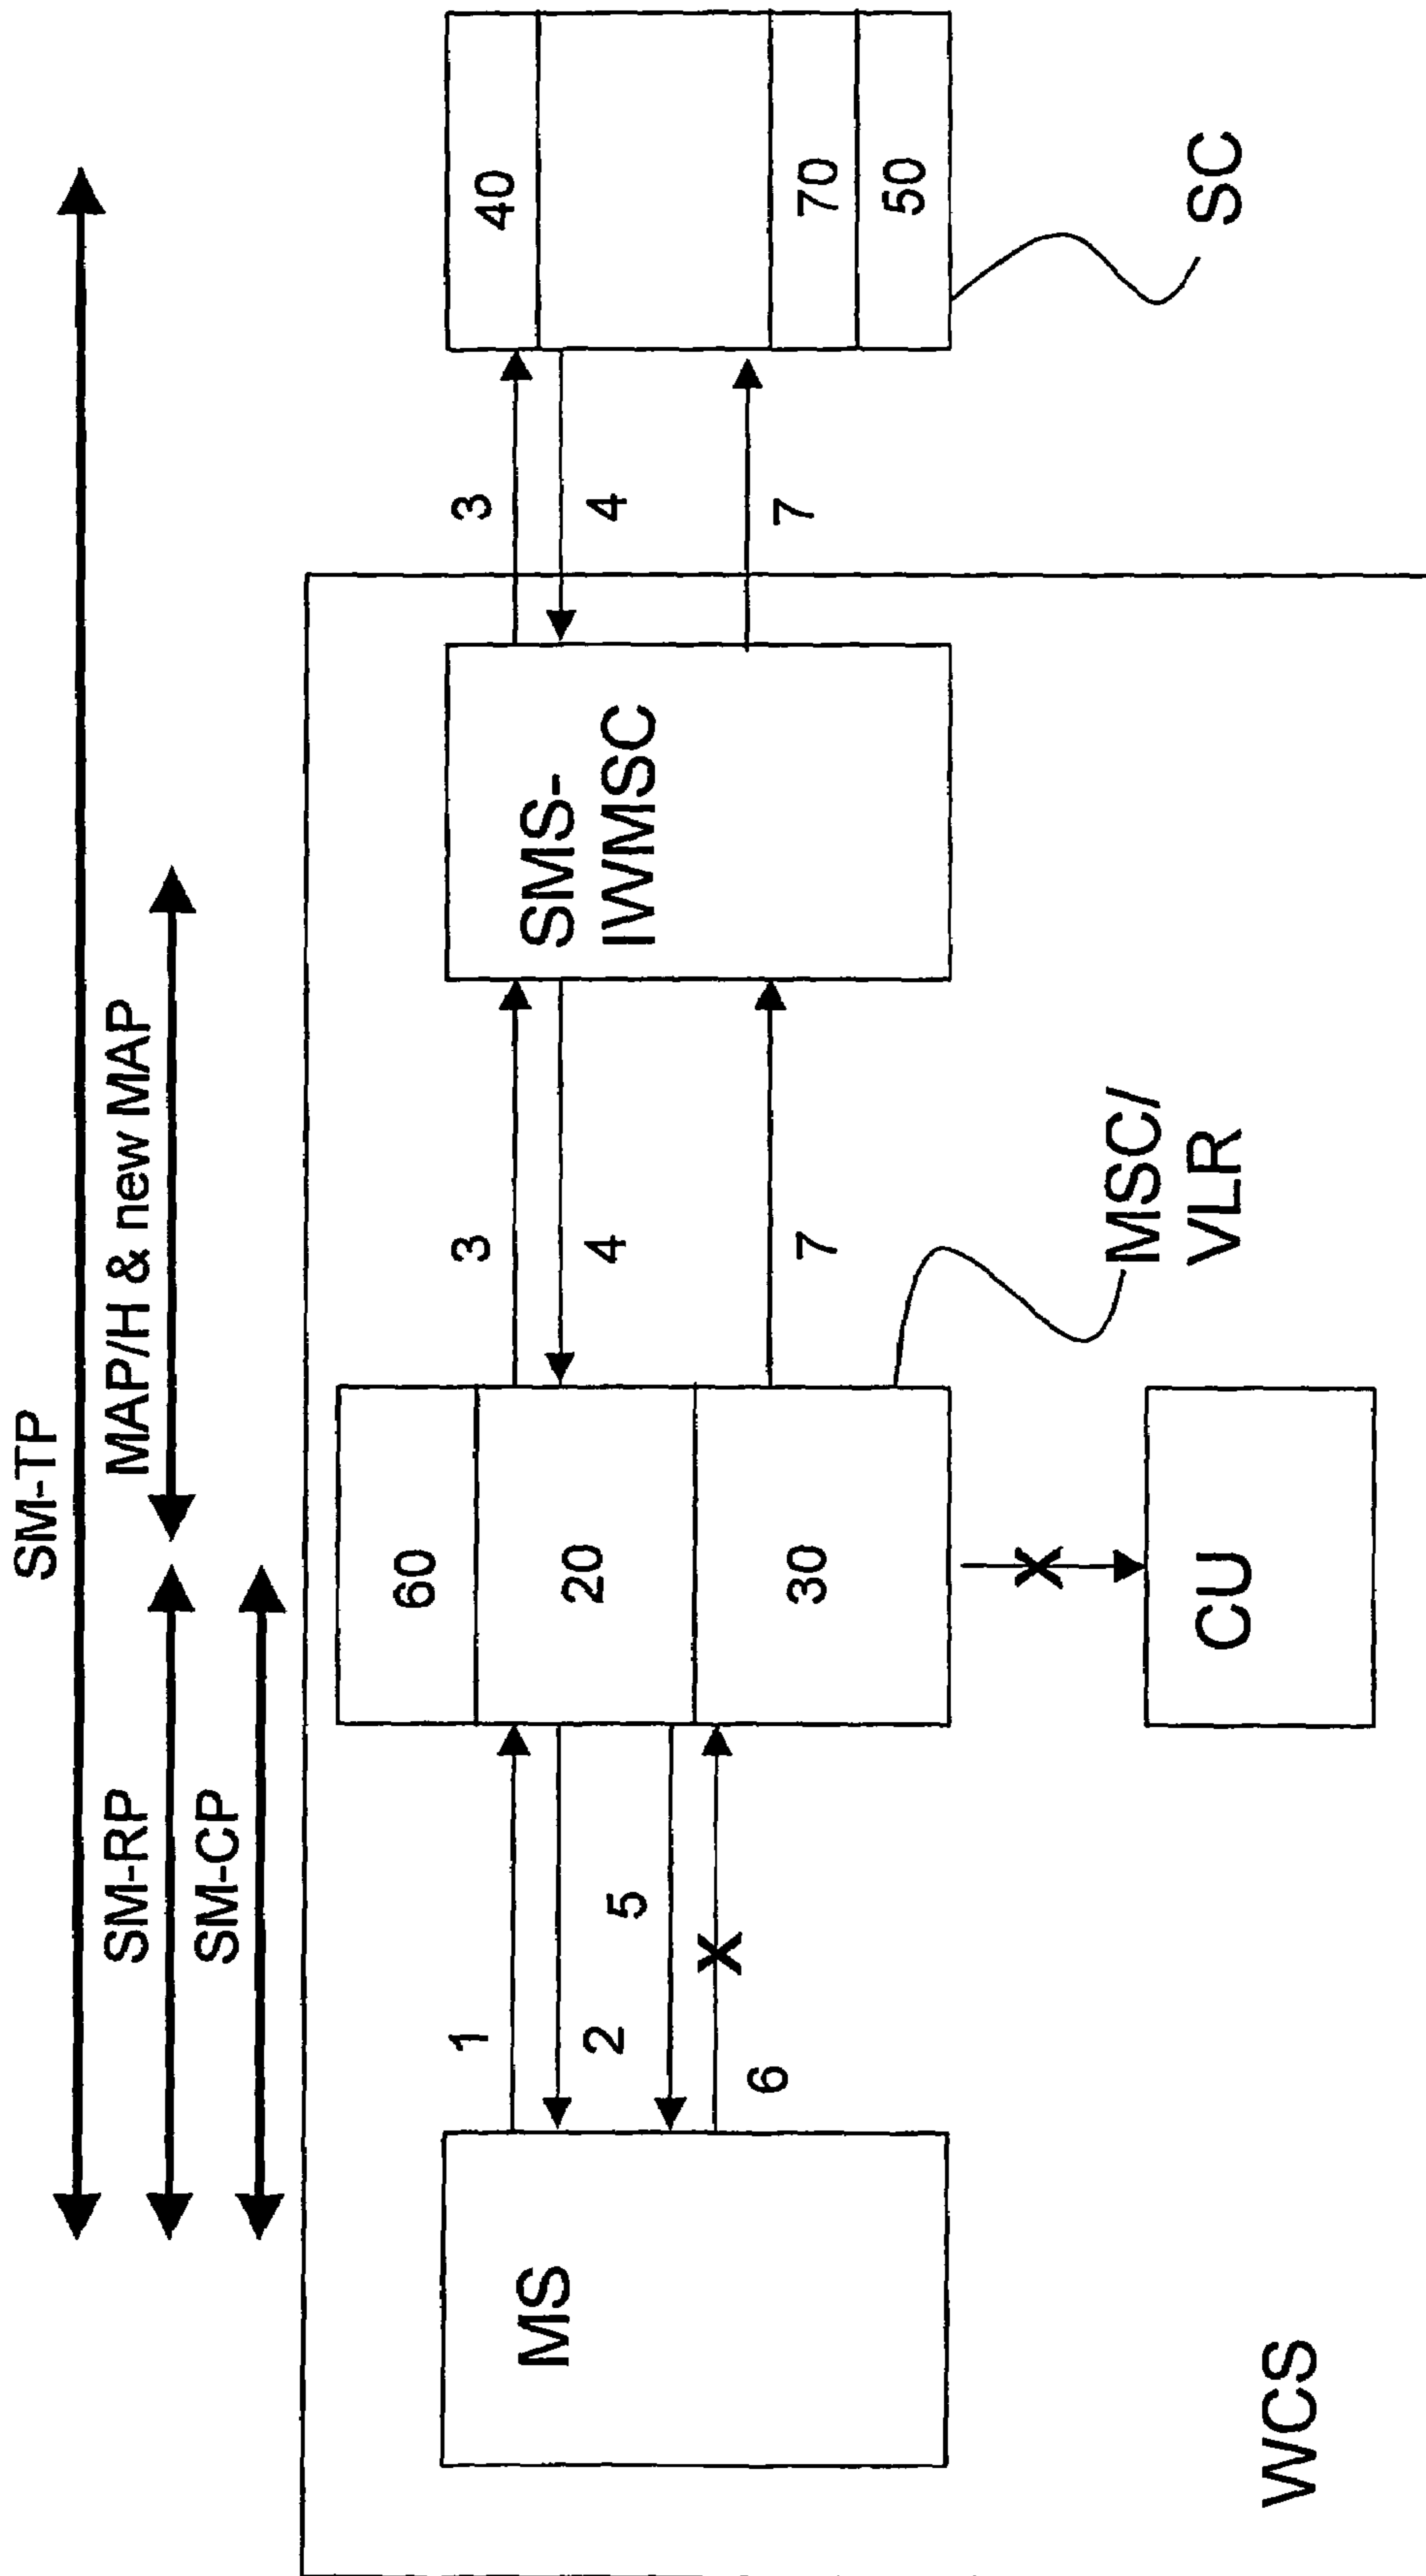 SM-TP
SM-RP
MAP/H & new MAP
SM-CP
MS
1
2
5
X
6
60
20
30
3
4
7
SMS-
IWMSC
3
4
7
40
70
50
SC
MSC/
VLR
X
CU
WCS